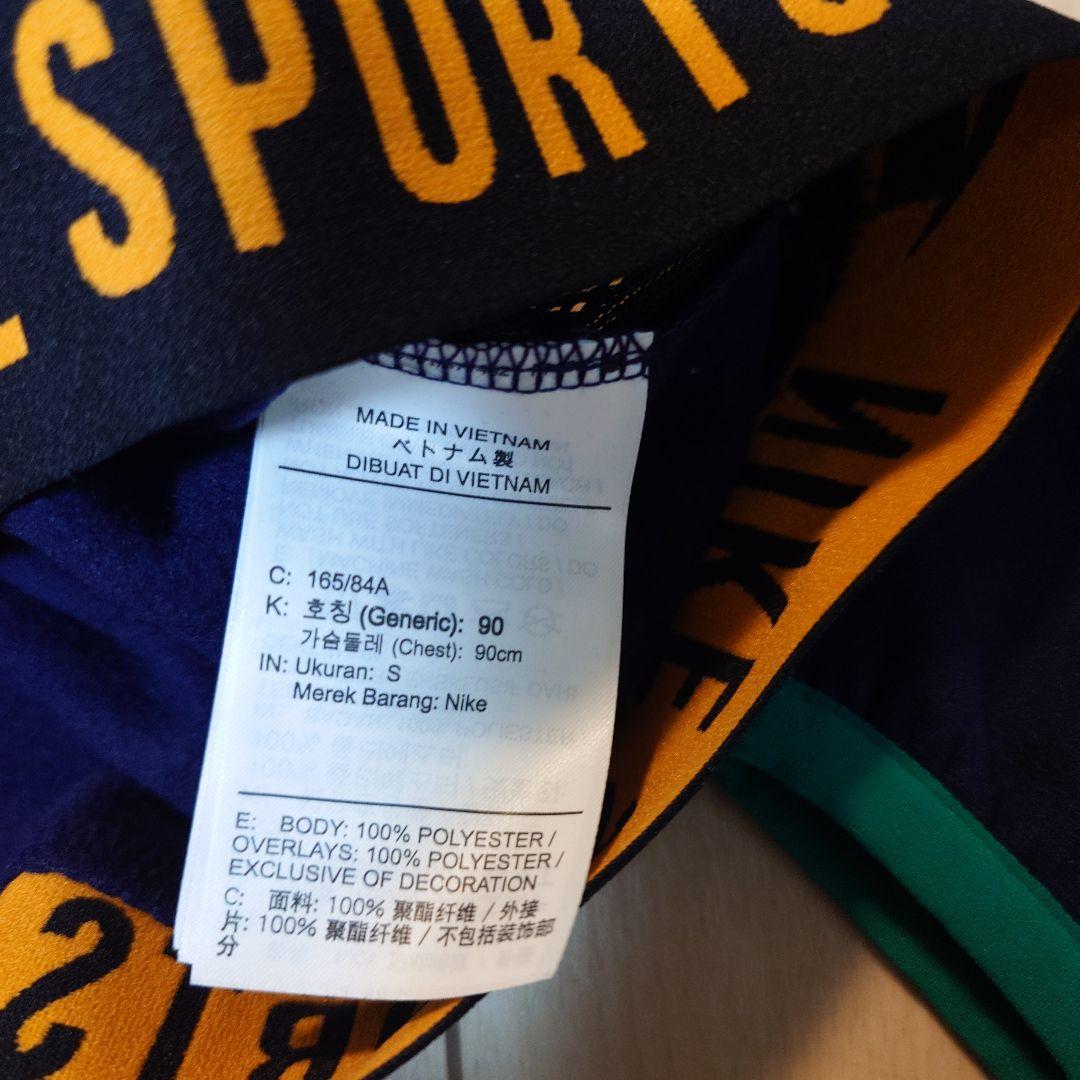 SPORTS
MADE IN VIETNAM
ベトナム製
DIBUAT DI VIETNAM
C: 165/84A
K: 호칭 (Generic): 90
가슴둘레 (Chest): 90cm
IN: Ukuran: S
Merek Barang: Nike
E: BODY: 100% POLYESTER /
OVERLAYS: 100% POLYESTER /
EXCLUSIVE OF DECORATION
C: 面料: 100% 聚酯纤维 / 外接
片: 100% 聚酯纤维 / 不包括装饰部
分
NIKE